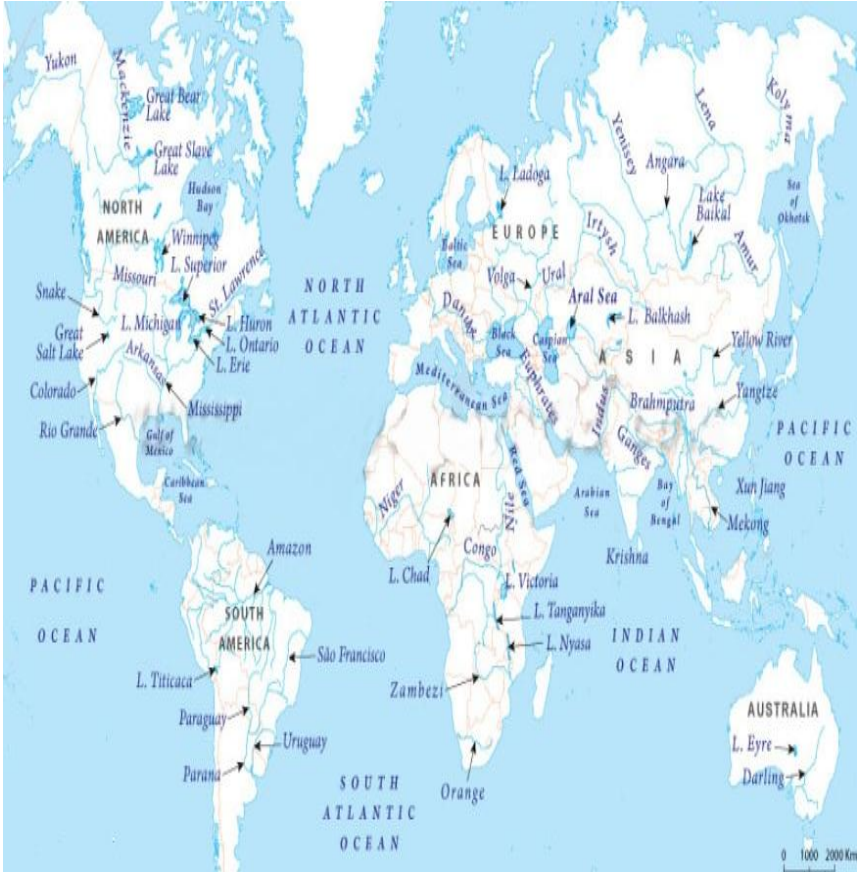 Yukon
Mackenzie
Great Bear
Lake
Great Slave
Lake
Hudson
Bay
NORTH
AMERICA
Winnipeg
Missouri
L. Superior
St. Lawrence
Snake
L. Michigan
L. Huron
L. Ontario
L. Erie
Great
Salt Lake
Arkansas
Colorado
Mississippi
Rio Grande
Gulf of
Mexico
Caribbean
Sea
NORTH
ATLANTIC
OCEAN
L. Ladoga
EUROPE
Baltic
Sea
Volga
Ural
Danube
Black
Sea
Caspian
Sea
Aral Sea
Mediterranean Sea
Euphrates
Yenisey
Lena
Kolyma
Angara
Lake
Baikal
Irtysh
Amur
Sea
of
Okhotsk
L. Balkhash
ASIA
Yellow River
Yangtze
Brahmputra
Indus
Ganges
PACIFIC
OCEAN
Xun Jiang
Mekong
Bay
of
Benghl
Arabian
Sea
Krishna
Red Sea
AFRICA
Niger
Nile
L. Chad
Congo
L. Victoria
L. Tanganyika
L. Nyasa
Zambezi
Orange
INDIAN
OCEAN
PACIFIC
OCEAN
Amazon
SOUTH
AMERICA
São Francisco
L. Titicaca
Paraguay
Uruguay
Parana
SOUTH
ATLANTIC
OCEAN
AUSTRALIA
L. Eyre
Darling
0 1000 2000 Km